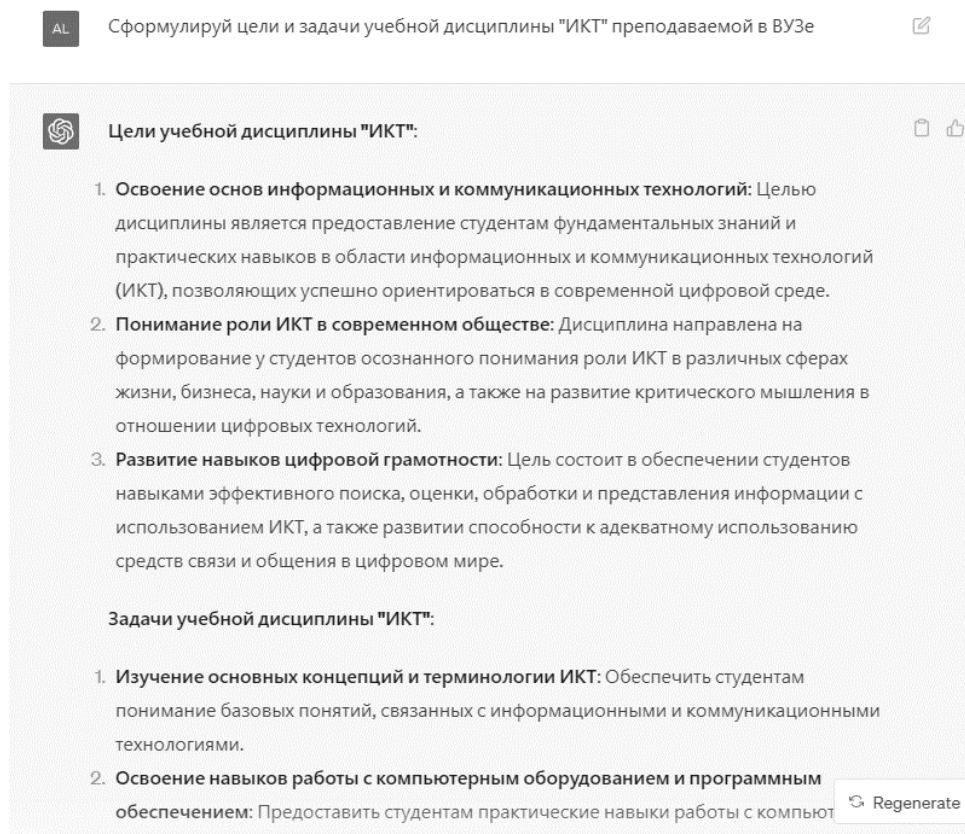 AL
Сформулируй цели и задачи учебной дисциплины "ИКТ" преподаваемой в ВУЗе
Цели учебной дисциплины "ИКТ":
1. Освоение основ информационных и коммуникационных технологий: Целью
дисциплины является предоставление студентам фундаментальных знаний и
практических навыков в области информационных и коммуникационных технологий
(ИКТ), позволяющих успешно ориентироваться в современной цифровой среде.
2. Понимание роли ИКТ в современном обществе: Дисциплина направлена на
формирование у студентов осознанного понимания роли ИКТ в различных сферах
жизни, бизнеса, науки и образования, а также на развитие критического мышления в
отношении цифровых технологий.
3. Развитие навыков цифровой грамотности: Цель состоит в обеспечении студентов
навыками эффективного поиска, оценки, обработки и представления информации с
использованием ИКТ, а также развитии способности к адекватному использованию
средств связи и общения в цифровом мире.
Задачи учебной дисциплины "ИКТ":
1. Изучение основных концепций и терминологии ИКТ: Обеспечить студентам
понимание базовых понятий, связанных с информационными и коммуникационными
технологиями.
2. Освоение навыков работы с компьютерным оборудованием и программным
обеспечением: Предоставить студентам практические навыки работы с компьют
Regenerate